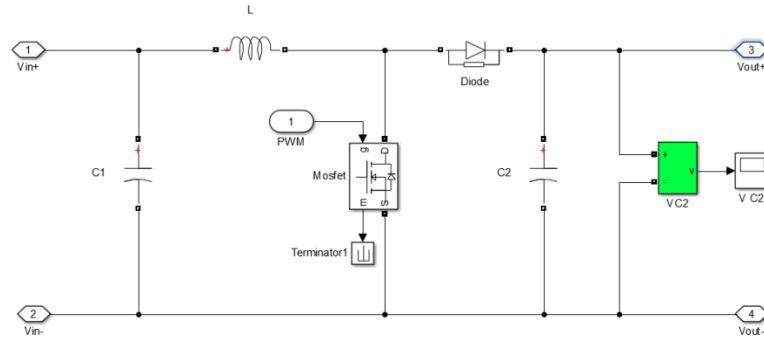 L
1
Vin+
3
Vout+
Diode
1
PWM
+
C1
g
D
Mosfet
m
S
+
C2
+
-
v
VC2
V C2
Terminator1
2
Vin-
4
Vout-